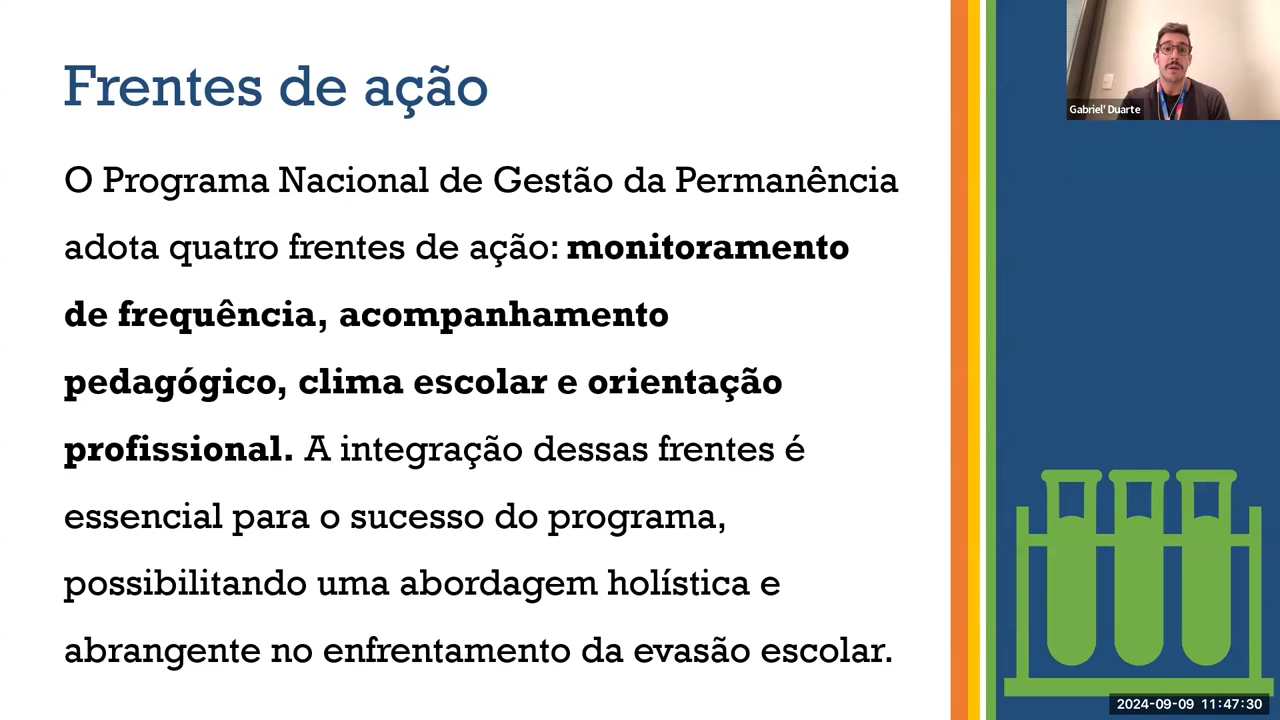 Frentes de ação
O Programa Nacional de Gestão da Permanência
adota quatro frentes de ação: monitoramento
de frequência, acompanhamento
pedagógico, clima escolar e orientação
profissional. A integração dessas frentes é
essencial para o sucesso do programa,
possibilitando uma abordagem holística e
abrangente no enfrentamento da evasão escolar.
Gabriel' Duarte
2024-09-09 11:47:30